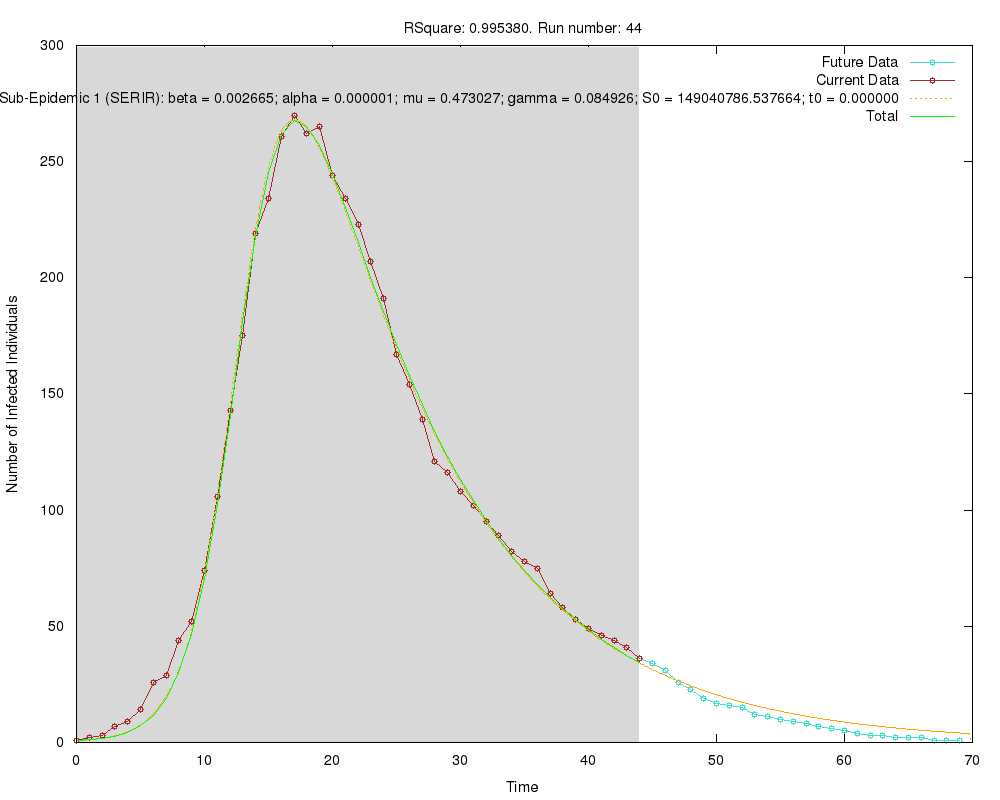 RSquare: 0.995380. Run number: 44
300
Future Data
Current Data
Sub-Epidemic 1 (SERIR): beta = 0.002665; alpha = 0.000001; mu = 0.473027; gamma = 0.084926; S0 = 149040786.537664; t0 = 0.000000
Total
250
200
150
100
50
0
Number of Infected Individuals
0 10 20 30 40 50 60 70
Time